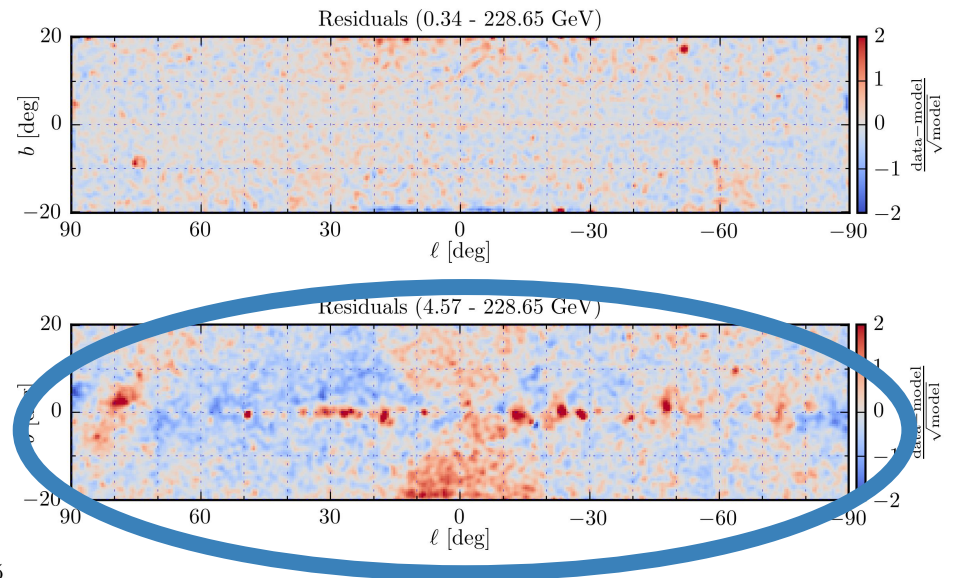 Residuals (0.34 - 228.65 GeV)
20
0
−20
b [deg]
90 60 30 0 −30 −60 −90
ℓ [deg]
2
1
0
−1
−2
data−model
√model
Residuals (4.57 - 228.65 GeV)
20
0
−20
90 60 30 0 −30 −60 −90
ℓ [deg]
2
1
0
−1
−2
data−model
√model